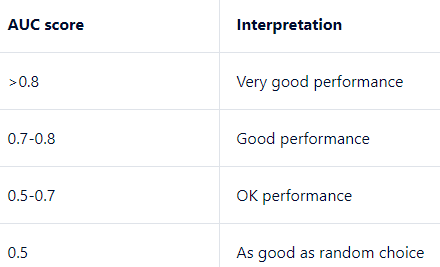 AUC score Interpretation
>0.8 Very good performance
0.7-0.8 Good performance
0.5-0.7 OK performance
0.5 As good as random choice